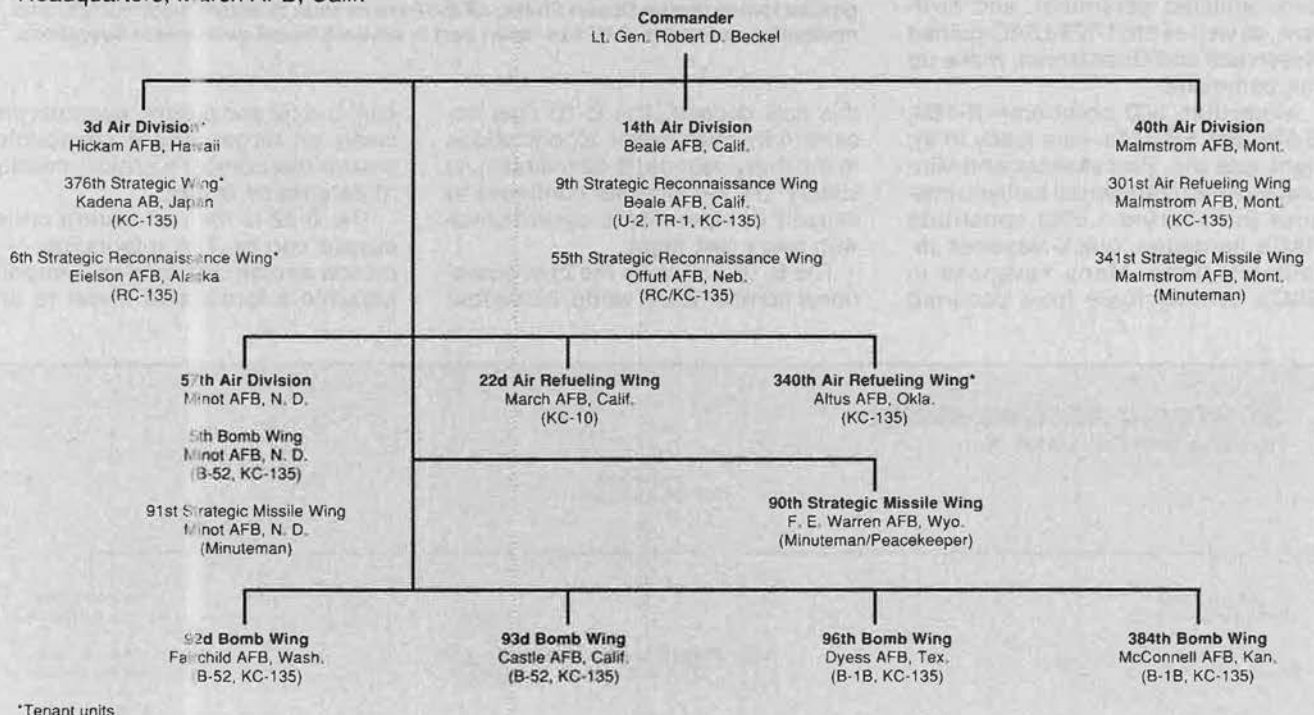 Headquarters, March AFB, Calif.
Commander
Lt. Gen. Robert D. Beckel
3d Air Division*
Hickam AFB, Hawaii
376th Strategic Wing*
Kadena AB, Japan
(KC-135)
6th Strategic Reconnaissance Wing*
Eielson AFB, Alaska
(RC-135)
14th Air Division
Beale AFB, Calif.
9th Strategic Reconnaissance Wing
Beale AFB, Calif.
(U-2, TR-1, KC-135)
55th Strategic Reconnaissance Wing
Offutt AFB, Neb.
(RC/KC-135)
40th Air Division
Malmstrom AFB, Mont.
301st Air Refueling Wing
Malmstrom AFB, Mont.
(KC-135)
341st Strategic Missile Wing
Malmstrom AFB, Mont.
(Minuteman)
57th Air Division
Minot AFB, N. D.
5th Bomb Wing
Minot AFB, N. D.
(B-52, KC-135)
91st Strategic Missile Wing
Minot AFB, N. D.
(Minuteman)
22d Air Refueling Wing
March AFB, Calif.
(KC-10)
340th Air Refueling Wing*
Altus AFB, Okla.
(KC-135)
90th Strategic Missile Wing
F. E. Warren AFB, Wyo.
(Minuteman/Peacekeeper)
92d Bomb Wing
Fairchild AFB, Wash.
(B-52, KC-135)
93d Bomb Wing
Castle AFB, Calif.
(B-52, KC-135)
96th Bomb Wing
Dyess AFB, Tex.
(B-1B, KC-135)
384th Bomb Wing
McConnell AFB, Kan.
(B-1B, KC-135)
*Tenant units